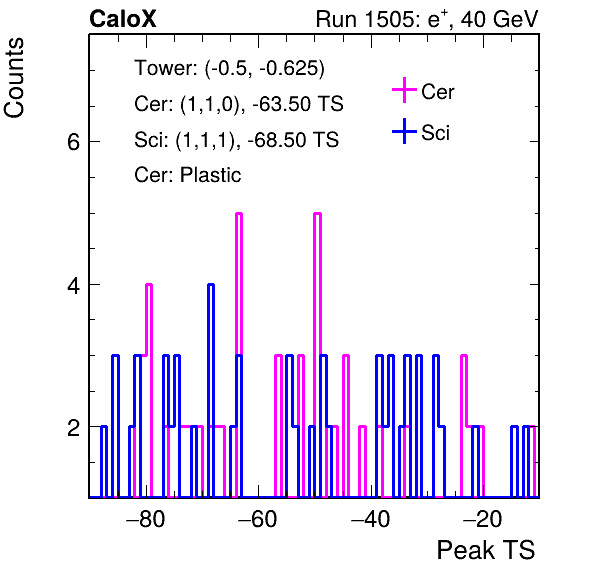 CaloX Run 1505: e⁺, 40 GeV
Counts
Tower: (-0.5, -0.625)
Cer: (1,1,0), -63.50 TS
Sci: (1,1,1), -68.50 TS
Cer: Plastic
Cer
Sci
6
4
2
−80 −60 −40 −20
Peak TS